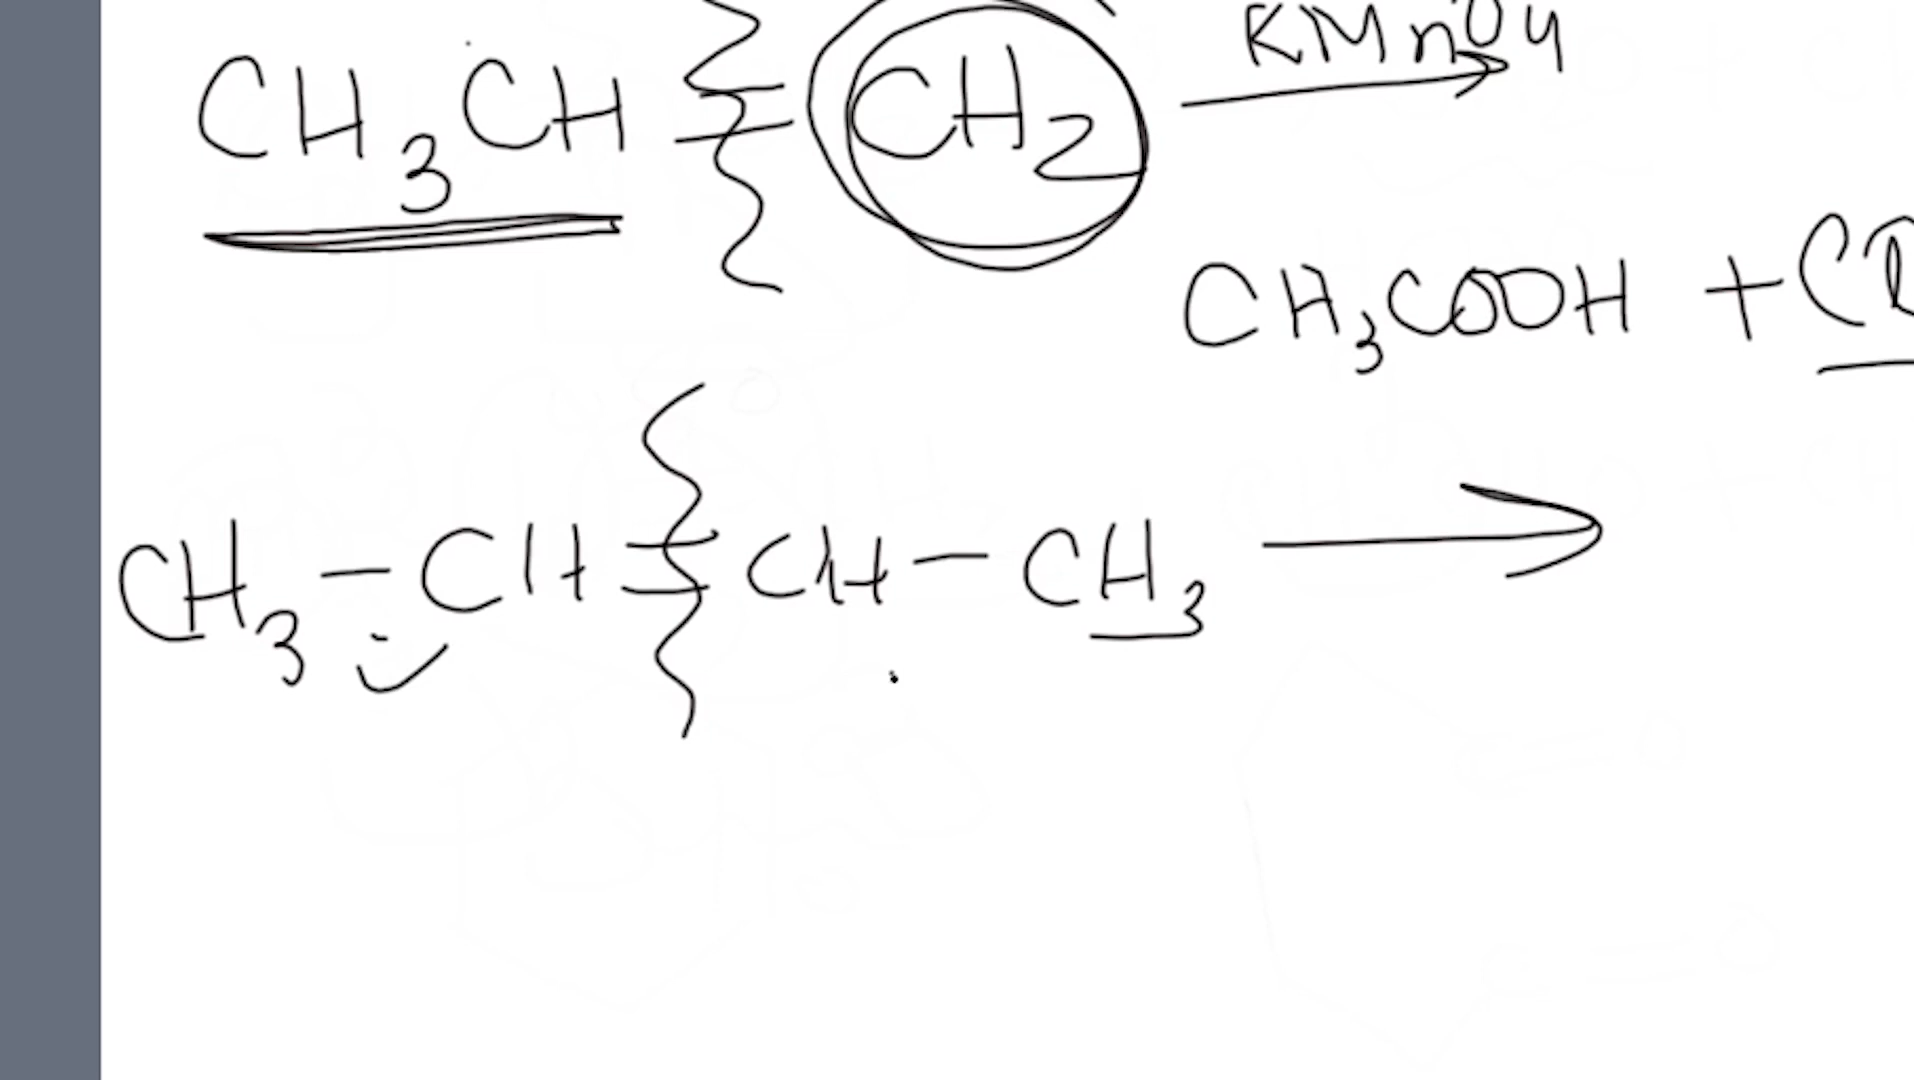 CH3CH = CH2 KMnO4
CH3COOH +
CH3 - CH = CH - CH3